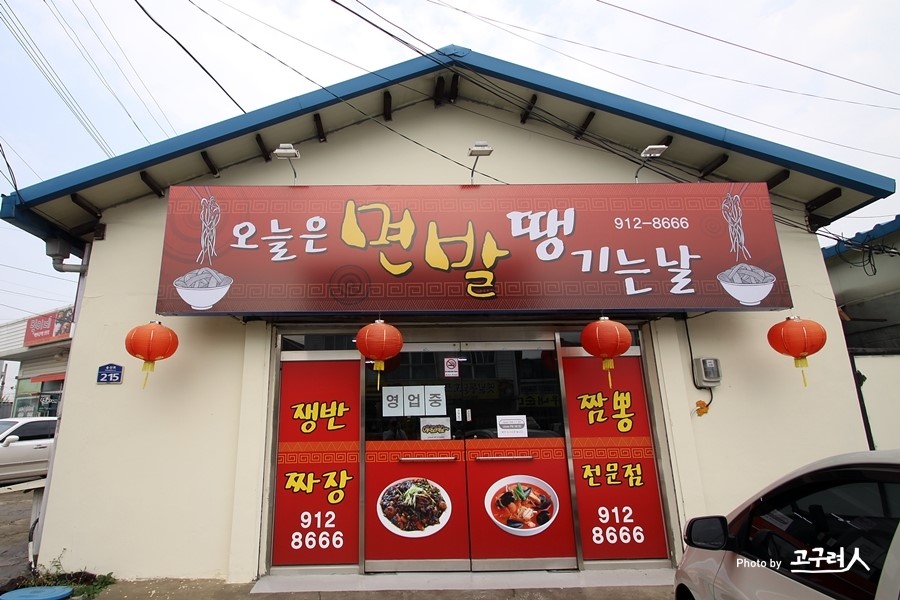 오늘은 면발 땡기는날
912-8666
215
영업중
쟁반
짜장
912
8666
짬뽕
전문점
912
8666
Photo by 고구려人